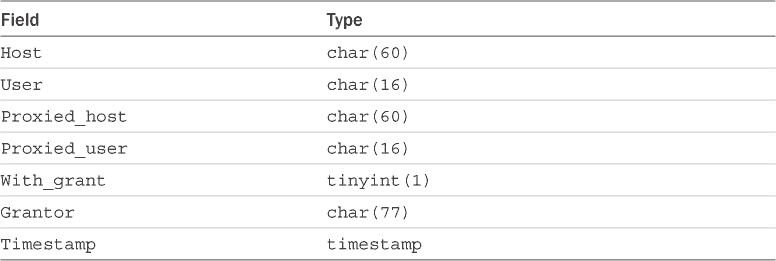 Field Type
Host char(60)
User char(16)
Proxied_host char(60)
Proxied_user char(16)
With_grant tinyint(1)
Grantor char(77)
Timestamp timestamp